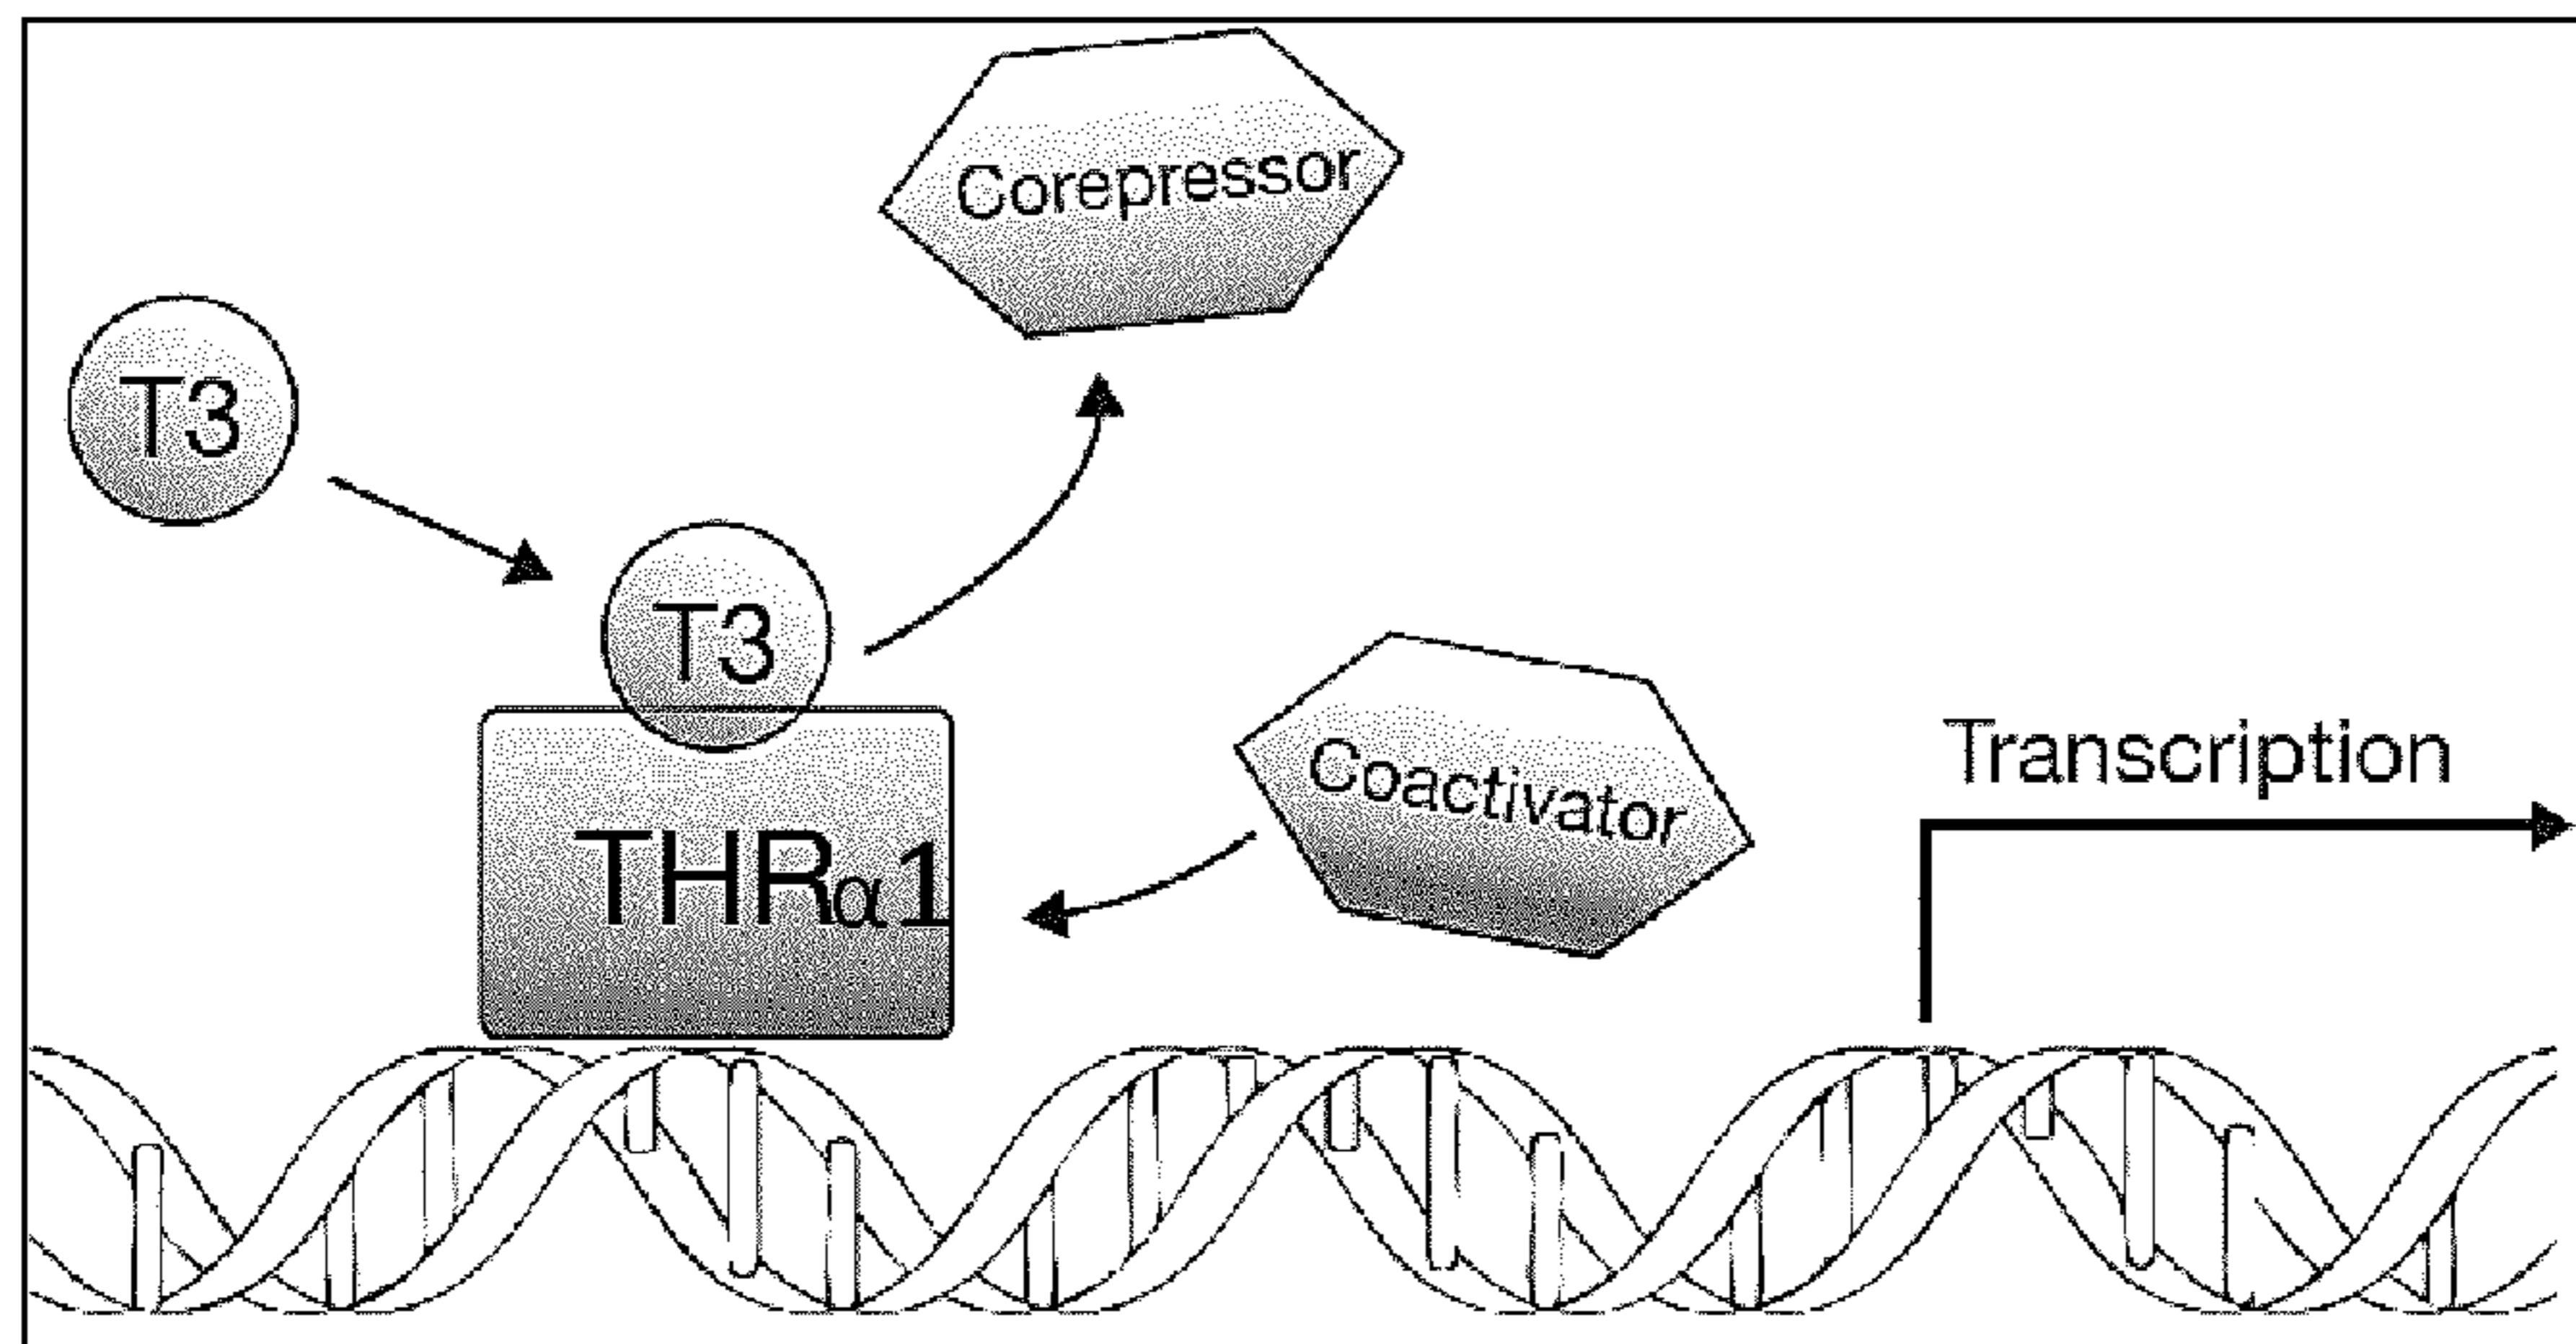 Corepressor
T3
T3
THRα1
Coactivator
Transcription